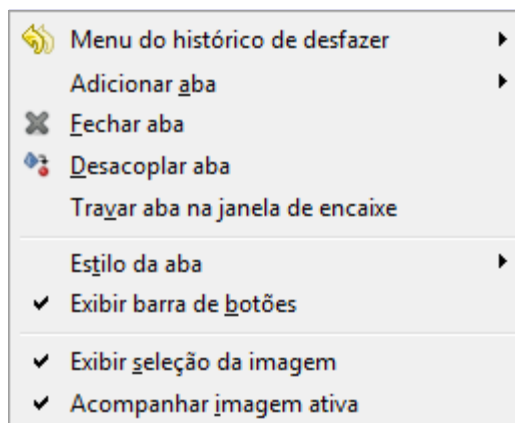 Menu do histórico de desfazer
Adicionar aba
Fechar aba
Desacoplar aba
Travar aba na janela de encaixe
Estilo da aba
Exibir barra de botões
Exibir seleção da imagem
Acompanhar imagem ativa